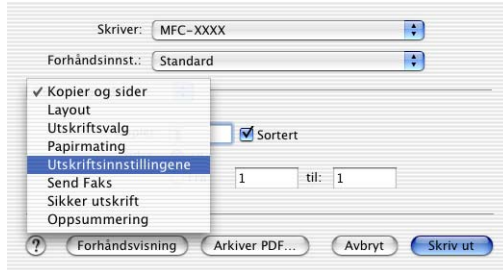 Skriver: MFC-XXXX
Forhåndsinnst.: Standard
✓ Kopier og sider
Layout
Utskriftsvalg
Papirmating
Utskriftsinnstillingene
Send Faks
Sikker utskrift
Oppsummering
Sortert
1 til: 1
? Forhåndsvisning Arkiver PDF... Avbryt Skriv ut